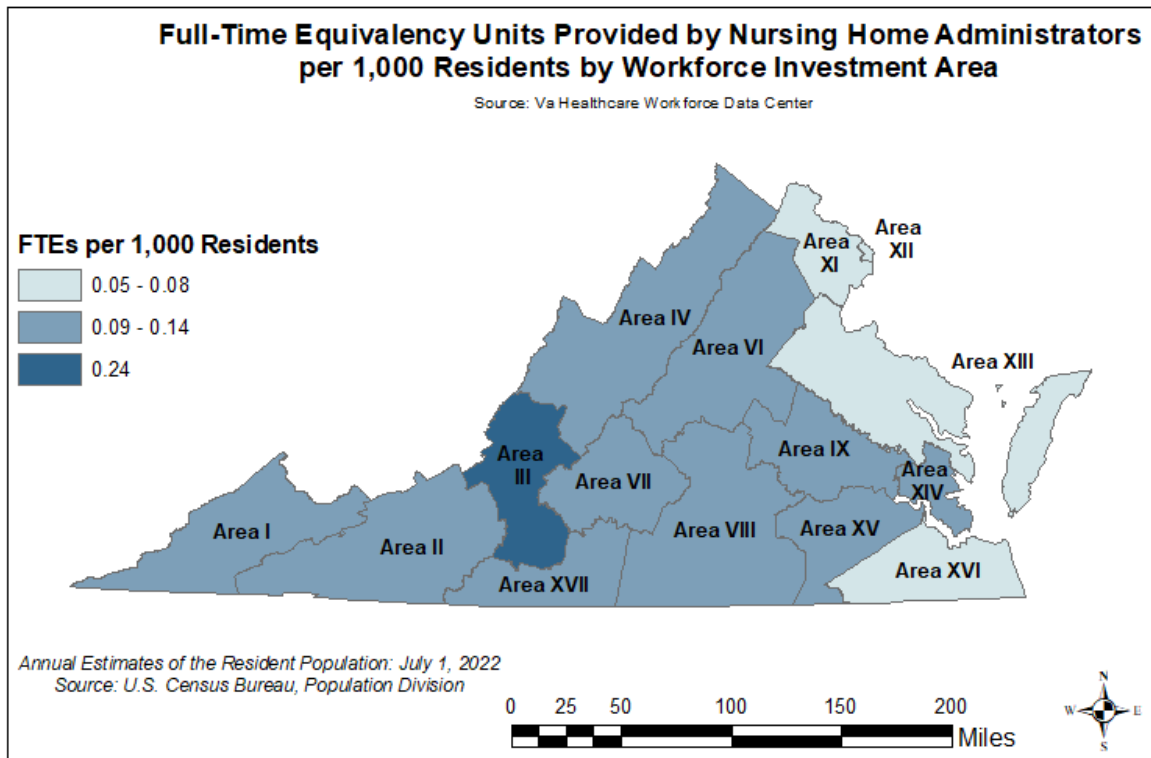 Full-Time Equivalency Units Provided by Nursing Home Administrators
per 1,000 Residents by Workforce Investment Area
Source: Va Healthcare Workforce Data Center
FTEs per 1,000 Residents
0.05 - 0.08
0.09 - 0.14
0.24
Area
XI
Area
XII
Area IV
Area VI
Area XIII
Area
III
Area IX
Area VII
Area
XIV
Area I
Area II
Area VIII
Area XV
Area XVII
Area XVI
Annual Estimates of the Resident Population: July 1, 2022
Source: U.S. Census Bureau, Population Division
0 25 50 100 150 200
Miles
N
W E
S